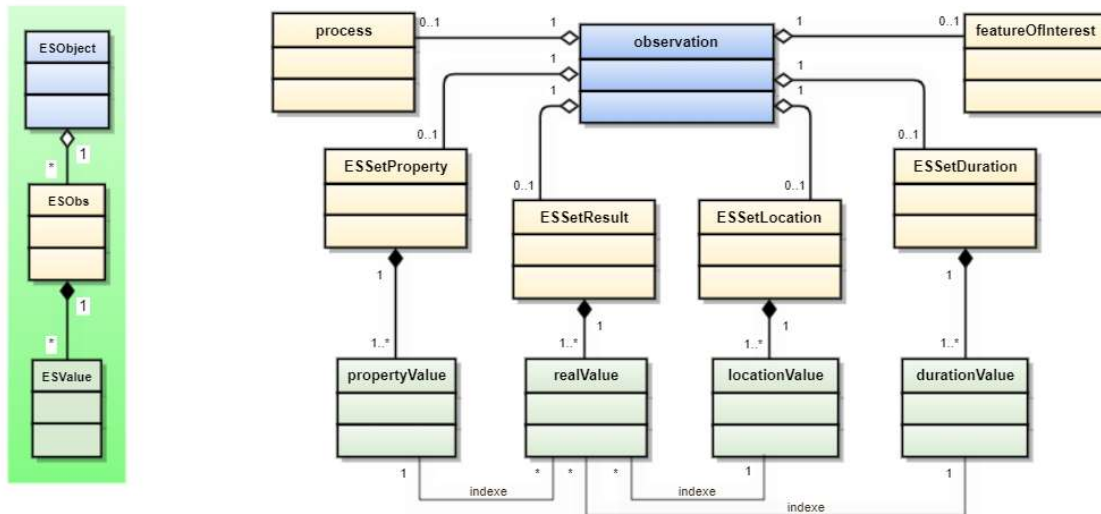 ESObject
1
*
ESObs
1
*
ESValue
process
0..1
1
observation
1
0..1
featureOfInterest
1
1
1
1
0..1
0..1
0..1
0..1
ESSetProperty
ESSetResult
ESSetLocation
ESSetDuration
1
1
1
1
1..*
1..*
1..*
1..*
propertyValue
realValue
locationValue
durationValue
1
*
*
*
1
1
indexe
indexe
indexe